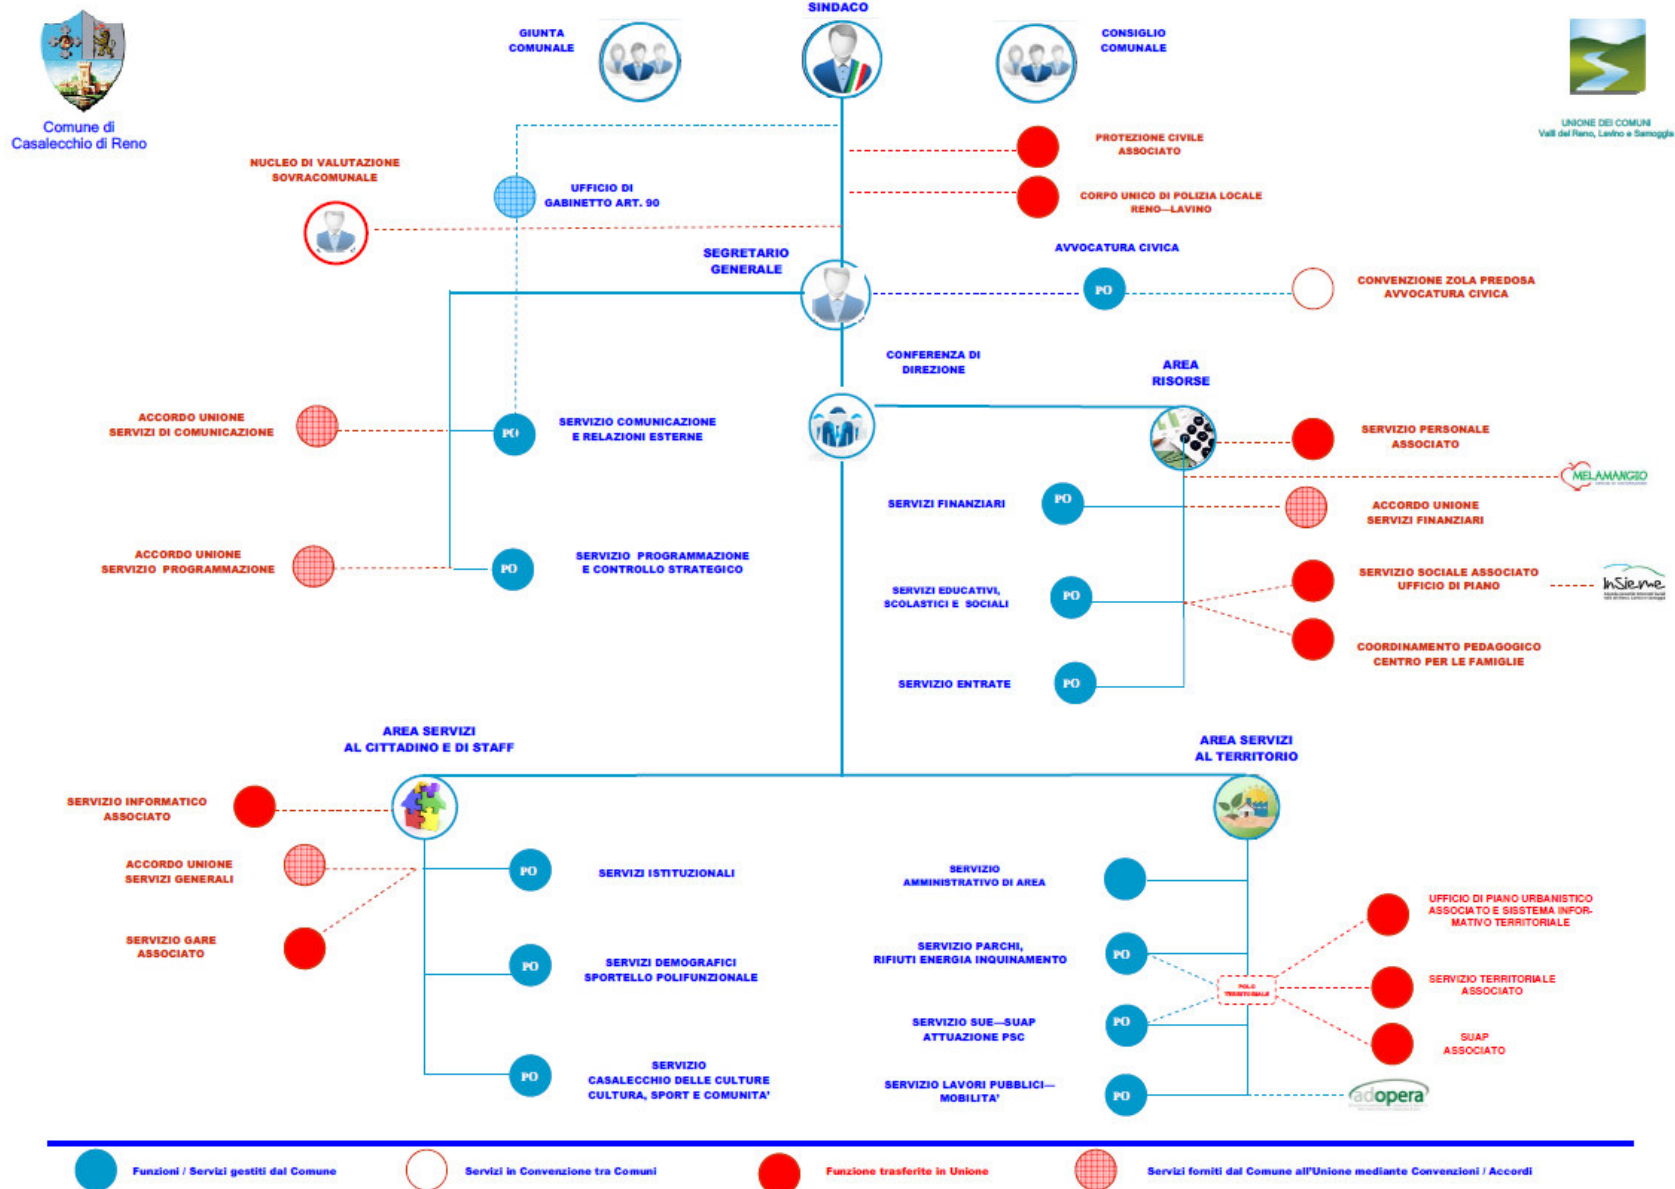 SINDACO
GIUNTA
COMUNALE
CONSIGLIO
COMUNALE
Comune di
Casalecchio di Reno
UNIONE DEI COMUNI
Valli del Reno, Lavino e Samoggia
PROTEZIONE CIVILE
ASSOCIATO
NUCLEO DI VALUTAZIONE
SOVRACOMUNALE
UFFICIO DI
GABINETTO ART. 90
CORPO UNICO DI POLIZIA LOCALE
RENO—LAVINO
SEGRETARIO
GENERALE
AVVOCATURA CIVICA
PO
CONVENZIONE ZOLA PREDOSA
AVVOCATURA CIVICA
CONFERENZA DI
DIREZIONE
AREA
RISORSE
ACCORDO UNIONE
SERVIZI DI COMUNICAZIONE
PO
SERVIZIO COMUNICAZIONE
E RELAZIONI ESTERNE
SERVIZIO PERSONALE
ASSOCIATO
MELAMANGIO
SERVIZI FINANZIARI
PO
ACCORDO UNIONE
SERVIZI FINANZIARI
ACCORDO UNIONE
SERVIZIO PROGRAMMAZIONE
PO
SERVIZIO PROGRAMMAZIONE
E CONTROLLO STRATEGICO
SERVIZI EDUCATIVI,
SCOLASTICI E SOCIALI
PO
SERVIZIO SOCIALE ASSOCIATO
UFFICIO DI PIANO
InSieme
COORDINAMENTO PEDAGOGICO
CENTRO PER LE FAMIGLIE
SERVIZIO ENTRATE
PO
AREA SERVIZI
AL CITTADINO E DI STAFF
AREA SERVIZI
AL TERRITORIO
SERVIZIO INFORMATICO
ASSOCIATO
ACCORDO UNIONE
SERVIZI GENERALI
PO
SERVIZI ISTITUZIONALI
SERVIZIO
AMMINISTRATIVO DI AREA
UFFICIO DI PIANO URBANISTICO
ASSOCIATO E SISSTEMA INFOR-
MATIVO TERRITORIALE
SERVIZIO GARE
ASSOCIATO
PO
SERVIZI DEMOGRAFICI
SPORTELLO POLIFUNZIONALE
SERVIZIO PARCHI,
RIFIUTI ENERGIA INQUINAMENTO
PO
POLO
TERRITORIALE
SERVIZIO TERRITORIALE
ASSOCIATO
SERVIZIO SUE—SUAP
ATTUAZIONE PSC
PO
SUAP
ASSOCIATO
PO
SERVIZIO
CASALECCHIO DELLE CULTURE
CULTURA, SPORT E COMUNITA'
SERVIZIO LAVORI PUBBLICI—
MOBILITA'
PO
adopera
Funzioni / Servizi gestiti dal Comune
Servizi in Convenzione tra Comuni
Funzione trasferite in Unione
Servizi forniti dal Comune all'Unione mediante Convenzioni / Accordi